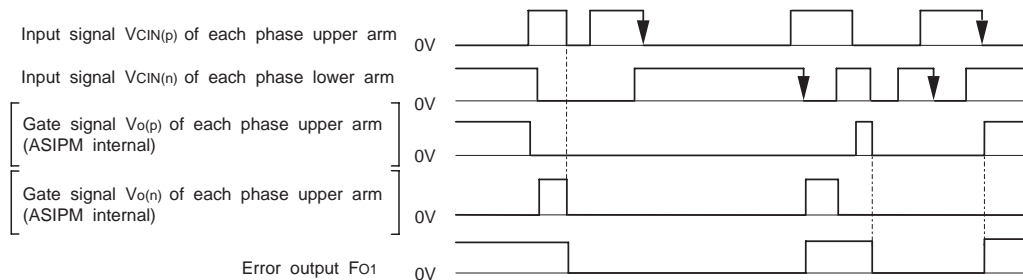 Input signal VCIN(p) of each phase upper arm 0V
Input signal VCIN(n) of each phase lower arm 0V
Gate signal Vo(p) of each phase upper arm
(ASIPM internal) 0V
Gate signal Vo(n) of each phase upper arm
(ASIPM internal) 0V
Error output FO1 0V